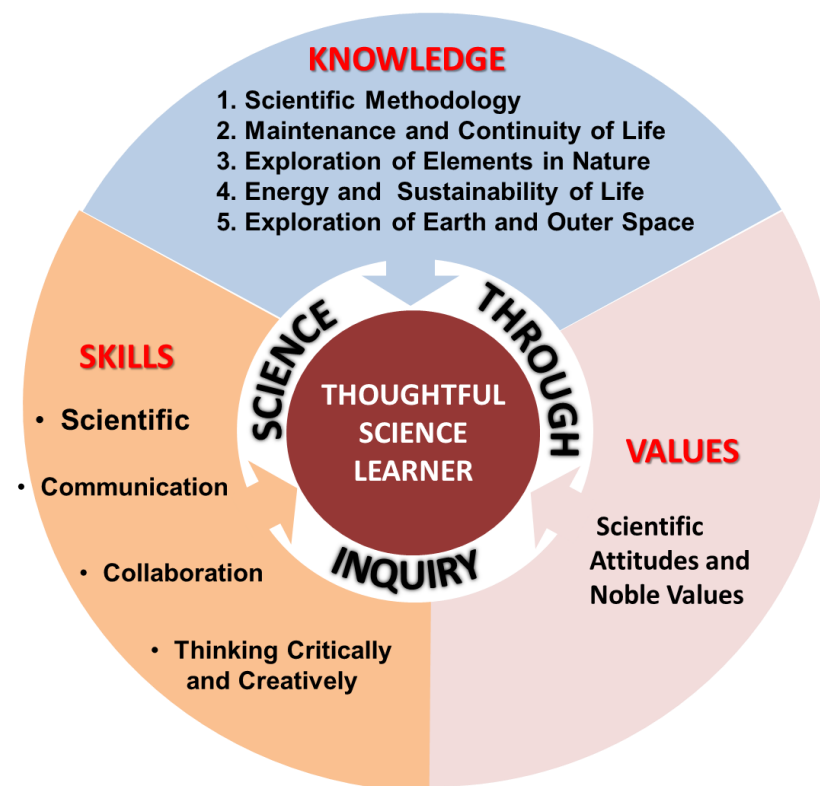 KNOWLEDGE
1. Scientific Methodology
2. Maintenance and Continuity of Life
3. Exploration of Elements in Nature
4. Energy and Sustainability of Life
5. Exploration of Earth and Outer Space
SCIENCE
THROUGH
INQUIRY
THOUGHTFUL
SCIENCE
LEARNER
SKILLS
• Scientific
• Communication
• Collaboration
• Thinking Critically
and Creatively
VALUES
Scientific
Attitudes and
Noble Values